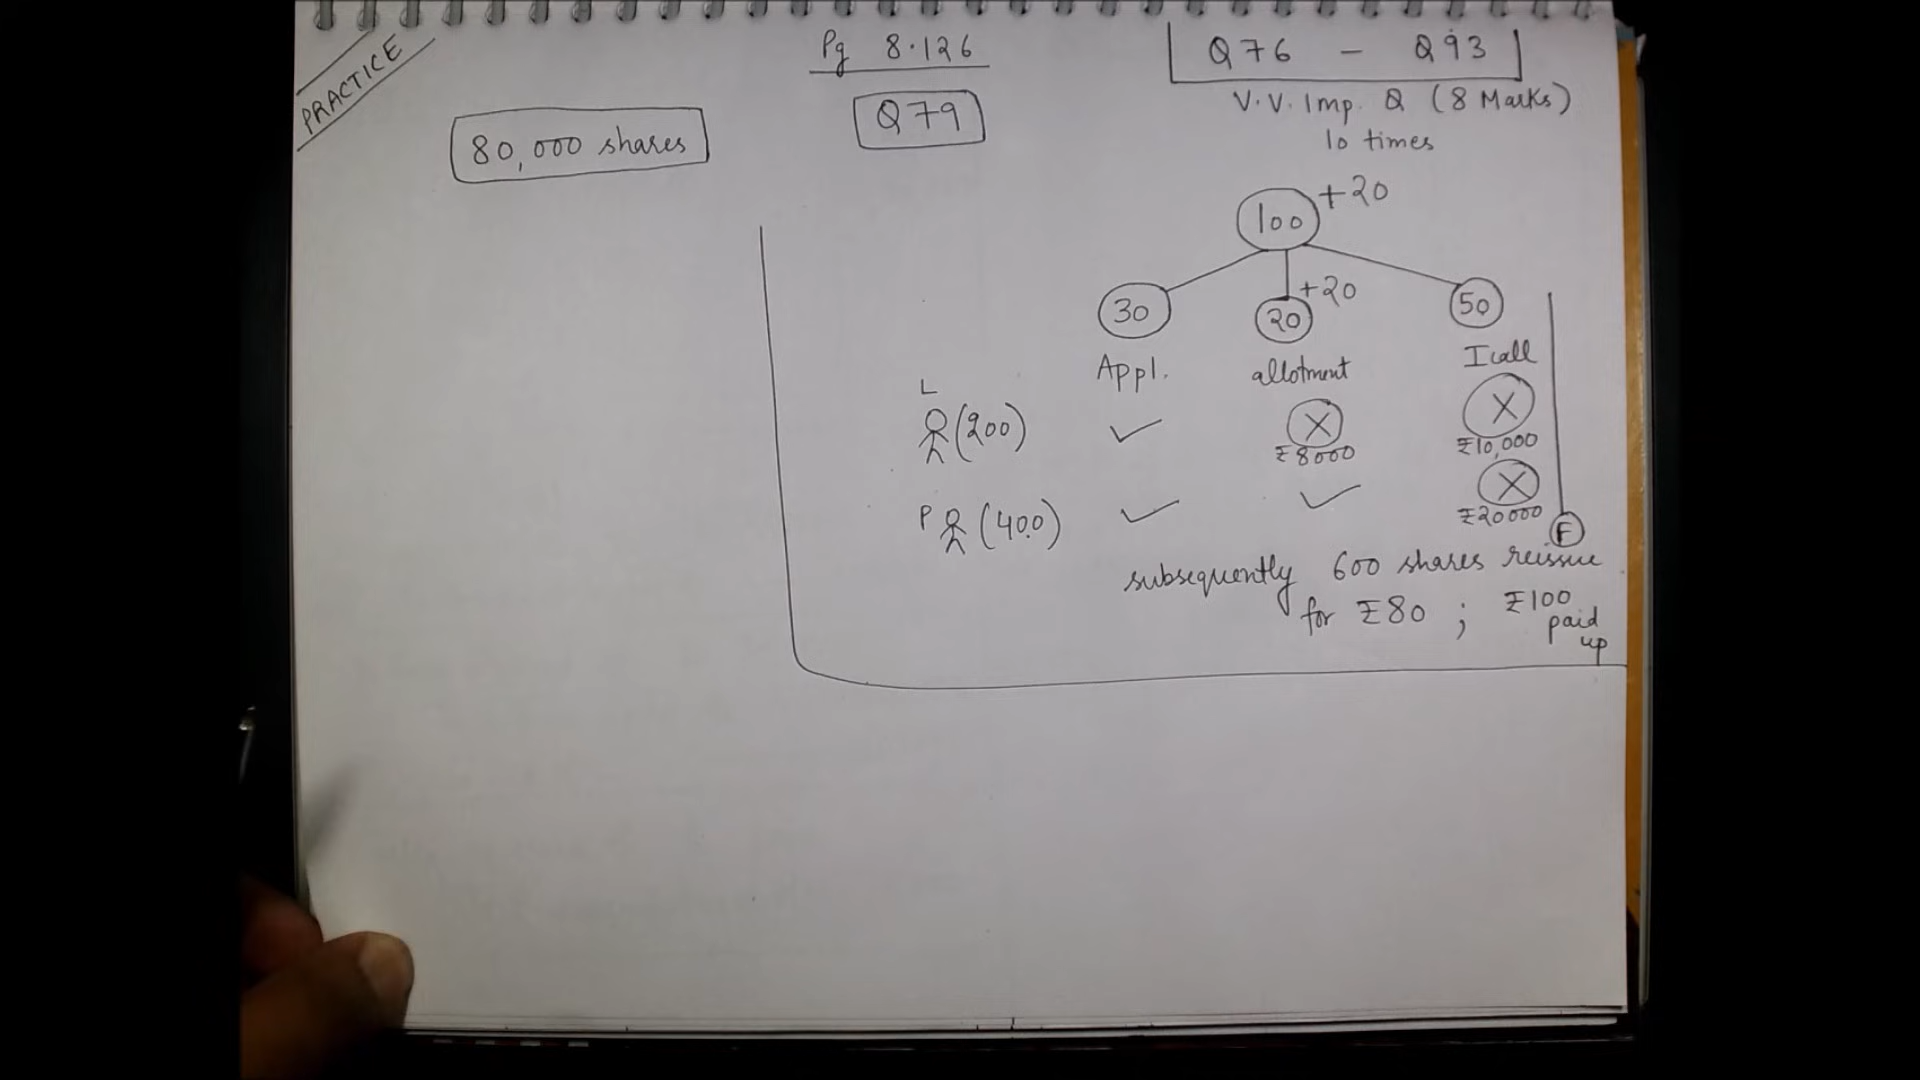 PRACTICE
Pg 8.126
Q76 - Q93
V.V. Imp. Q (8 Marks)
10 times
Q79
80,000 shares
100 +20
30
20 +20
50
Appl.
allotment
I call
L
(200)
₹8000
₹10,000
P (400)
₹20000
F
subsequently 600 shares reissue
for ₹80 ; ₹100
paid
up